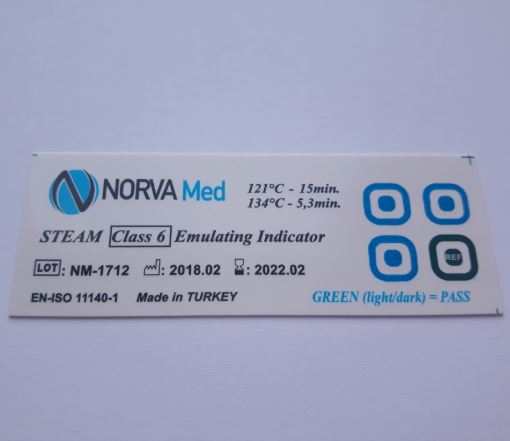 NORVA Med
121°C - 15min.
134°C - 5,3min.
STEAM Class 6 Emulating Indicator
REF
LOT : NM-1712 : 2018.02 : 2022.02
EN-ISO 11140-1 Made in TURKEY
GREEN (light/dark) = PASS